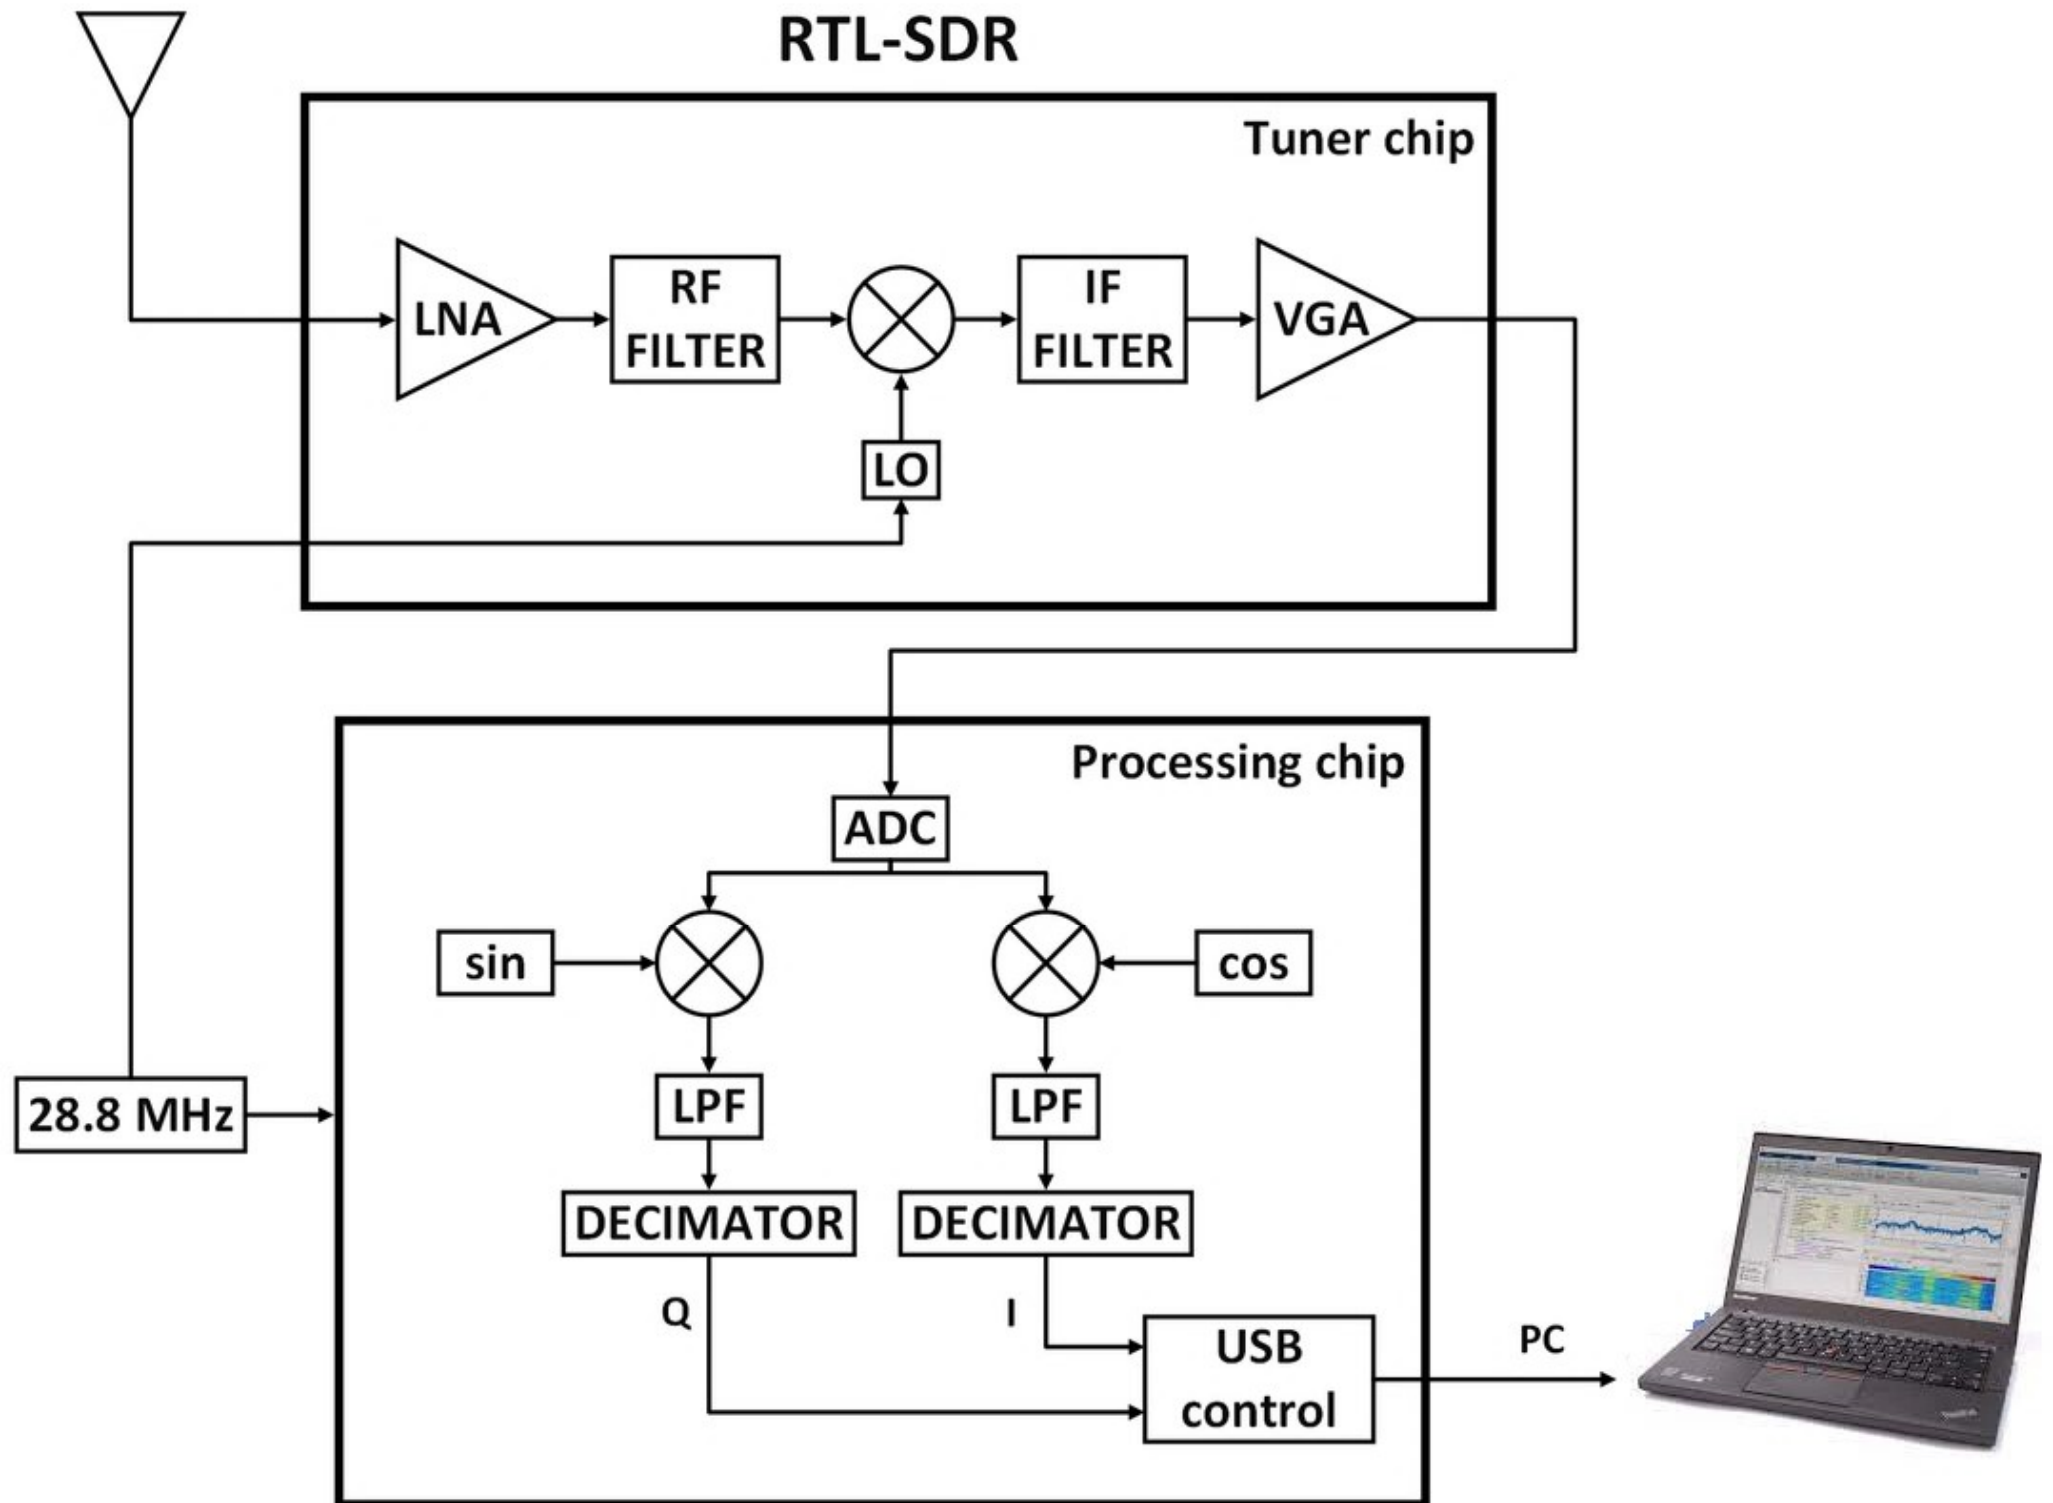 RTL-SDR
Tuner chip
LNA
RF
FILTER
IF
FILTER
VGA
LO
Processing chip
ADC
sin
cos
28.8 MHz
LPF
LPF
DECIMATOR
DECIMATOR
Q
I
USB
control
PC